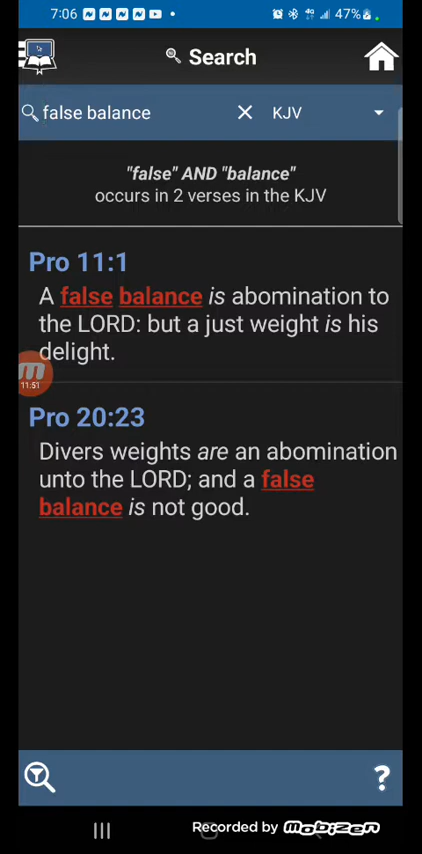 7:06 47%
Search
false balance KJV
"false" AND "balance"
occurs in 2 verses in the KJV
Pro 11:1
A false balance is abomination to
the LORD: but a just weight is his
delight.
11:51
Pro 20:23
Divers weights are an abomination
unto the LORD; and a false
balance is not good.
?
Recorded by mobizen